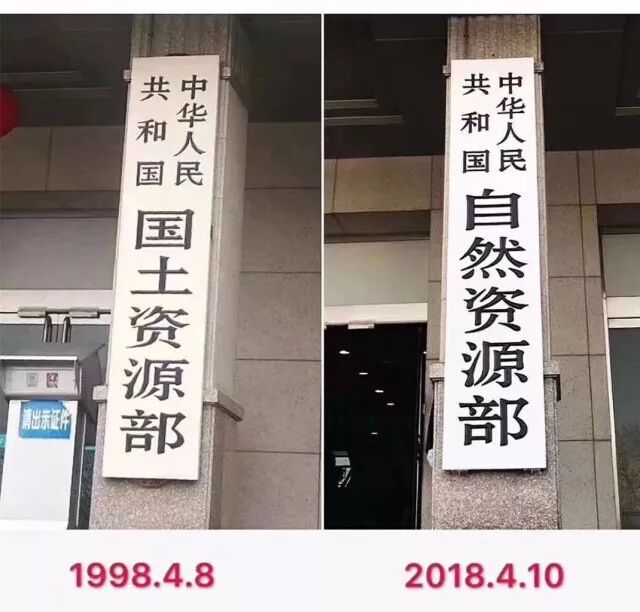 中华人民
共和国
国土资源部
请出示证件
中华人民
共和国
自然资源部
1998.4.8
2018.4.10